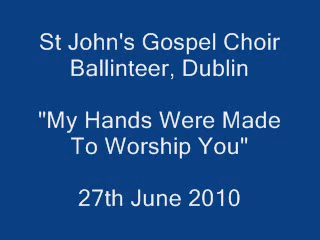 St John's Gospel Choir
Ballinteer, Dublin
"My Hands Were Made
To Worship You"
27th June 2010